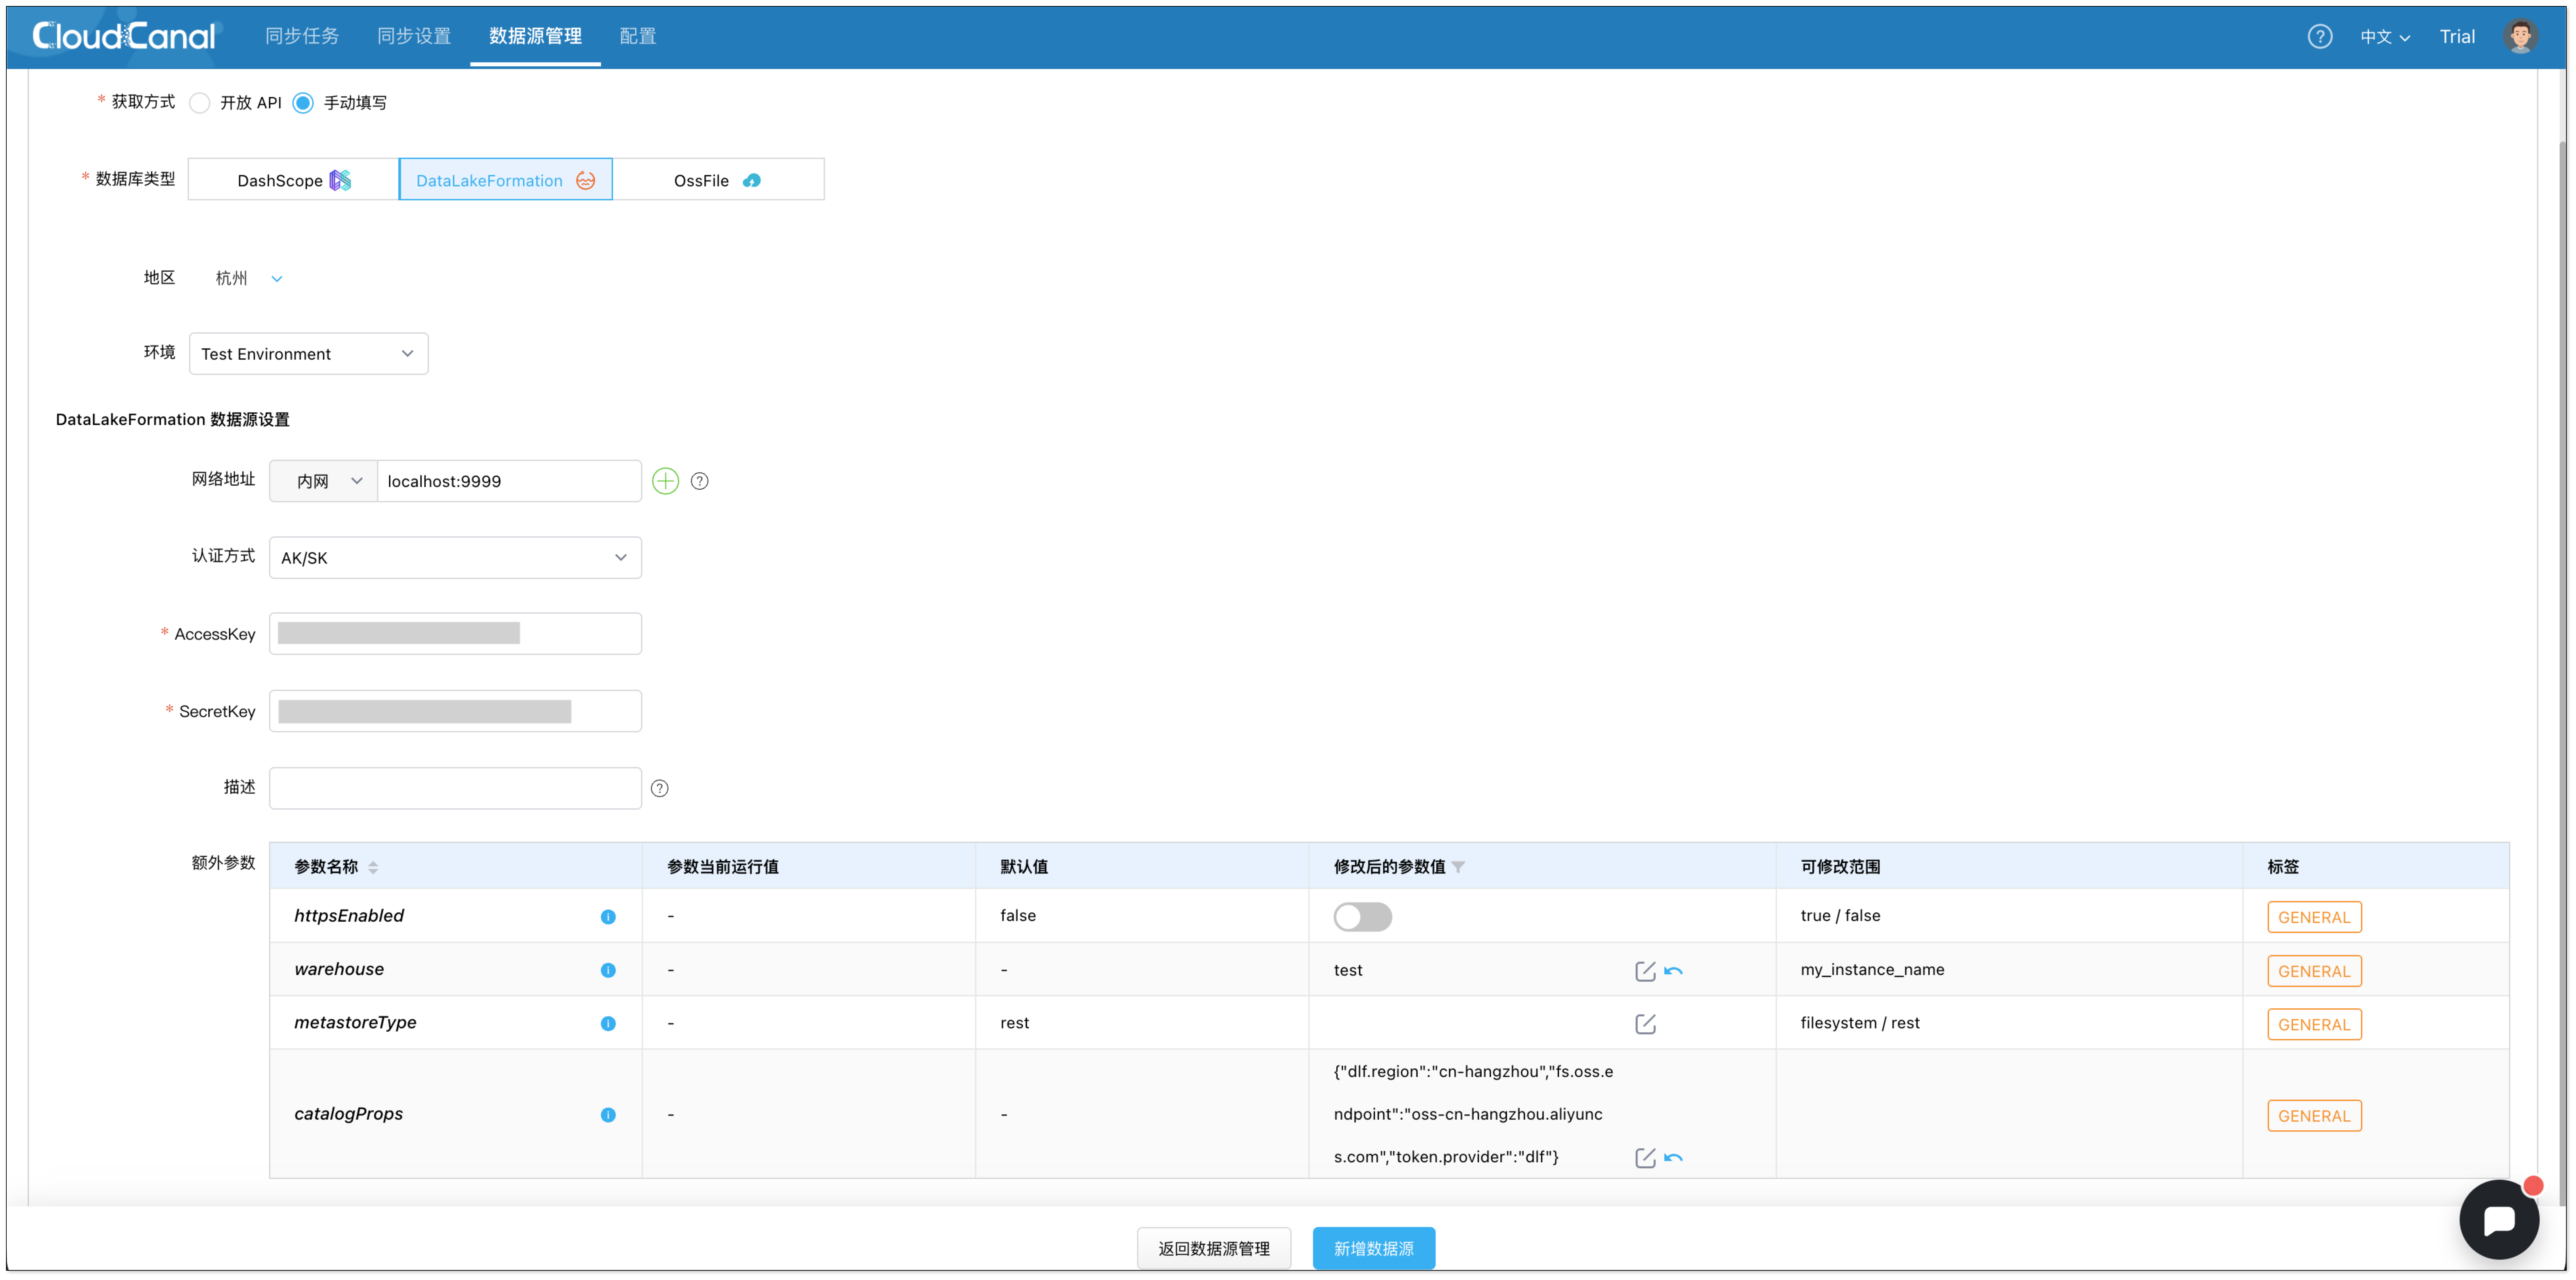 CloudCanal 同步任务 同步设置 数据源管理 配置 ? 中文 Trial
* 获取方式 开放 API 手动填写
* 数据库类型 DashScope DataLakeFormation OssFile
地区 杭州
环境 Test Environment
DataLakeFormation 数据源设置
网络地址 内网 localhost:9999 ?
认证方式 AK/SK
* AccessKey
* SecretKey
描述 ?
额外参数 参数名称 参数当前运行值 默认值 修改后的参数值 可修改范围 标签
httpsEnabled - false true / false GENERAL
warehouse - - test my_instance_name GENERAL
metastoreType - rest filesystem / rest GENERAL
{"dlf.region":"cn-hangzhou","fs.oss.e
catalogProps - - ndpoint":"oss-cn-hangzhou.aliyunc GENERAL
s.com","token.provider":"dlf"}
返回数据源管理 新增数据源